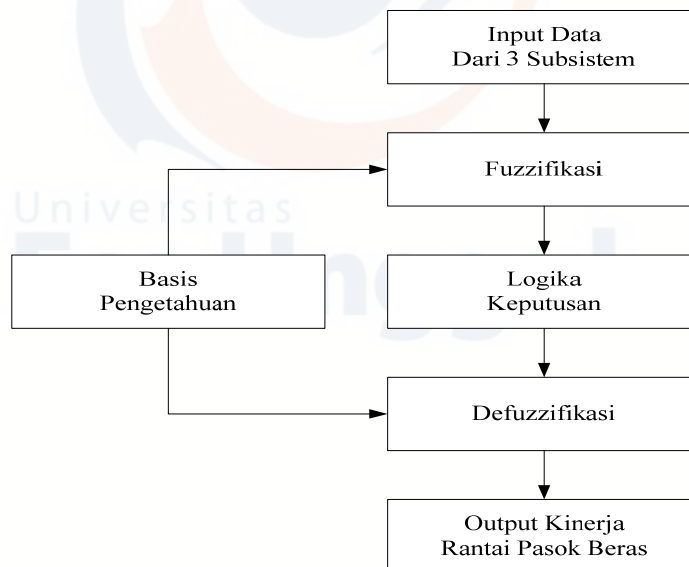 Input Data
Dari 3 Subsistem
Fuzzifikasi
Universitas
Basis
Pengetahuan
Logika
Keputusan
Defuzzifikasi
Output Kinerja
Rantai Pasok Beras